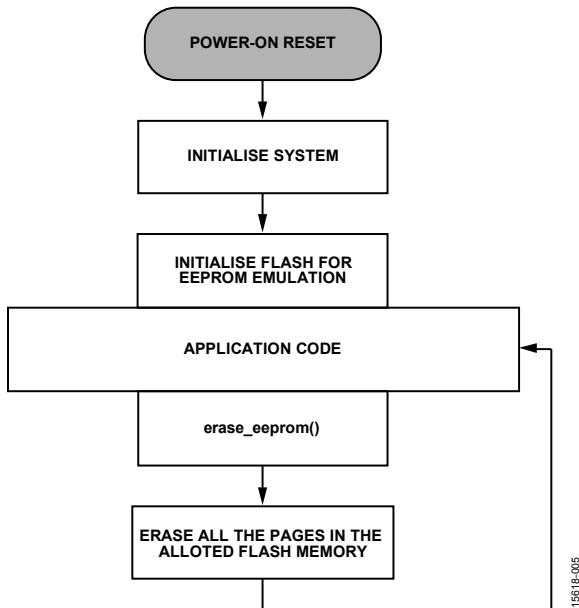 POWER-ON RESET
INITIALISE SYSTEM
INITIALISE FLASH FOR
EEPROM EMULATION
APPLICATION CODE
erase_eeprom()
ERASE ALL THE PAGES IN THE
ALLOTED FLASH MEMORY
15618-005